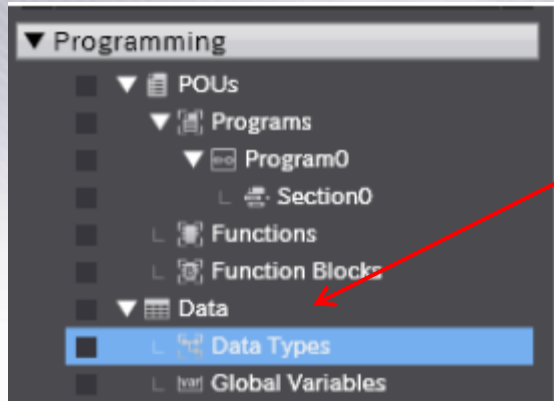 Programming
POUs
Programs
Program0
Section0
Functions
Function Blocks
Data
Data Types
Global Variables